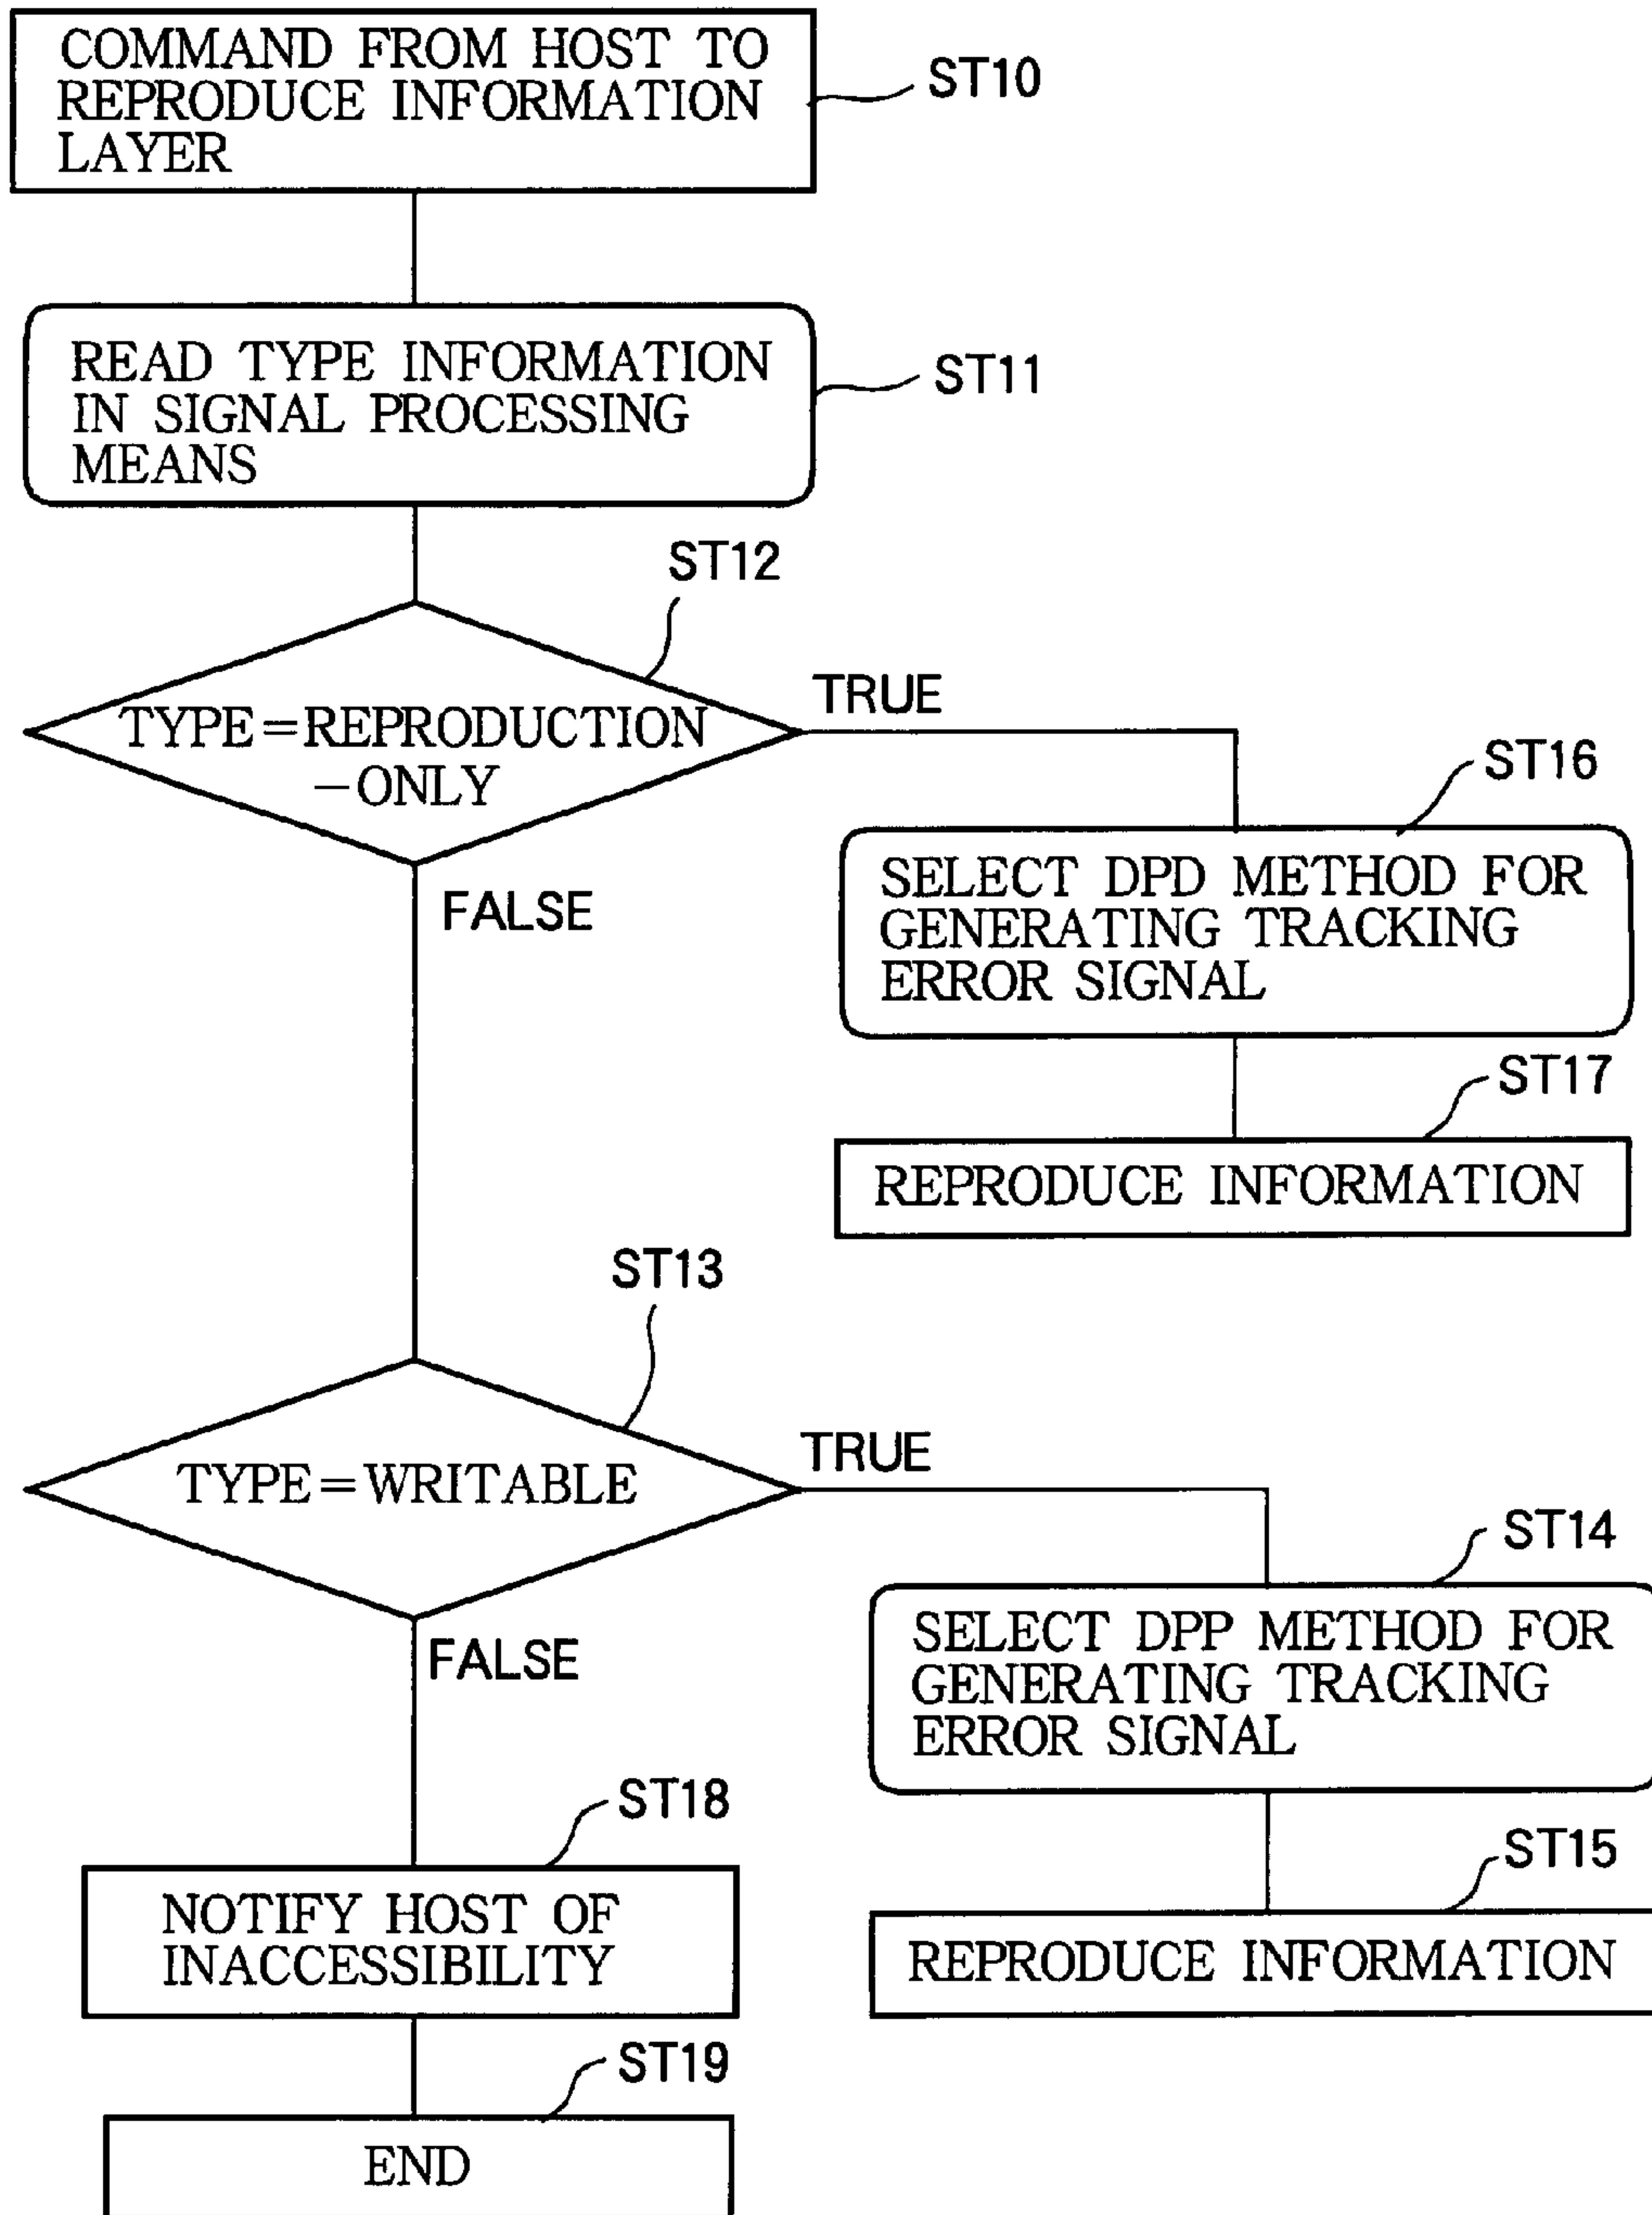 COMMAND FROM HOST TO
REPRODUCE INFORMATION
LAYER
ST10
READ TYPE INFORMATION
IN SIGNAL PROCESSING
MEANS
ST11
ST12
TYPE=REPRODUCTION
-ONLY
TRUE
FALSE
ST16
SELECT DPD METHOD FOR
GENERATING TRACKING
ERROR SIGNAL
ST17
REPRODUCE INFORMATION
ST13
TYPE=WRITABLE
TRUE
FALSE
ST14
SELECT DPP METHOD FOR
GENERATING TRACKING
ERROR SIGNAL
ST15
REPRODUCE INFORMATION
ST18
NOTIFY HOST OF
INACCESSIBILITY
ST19
END